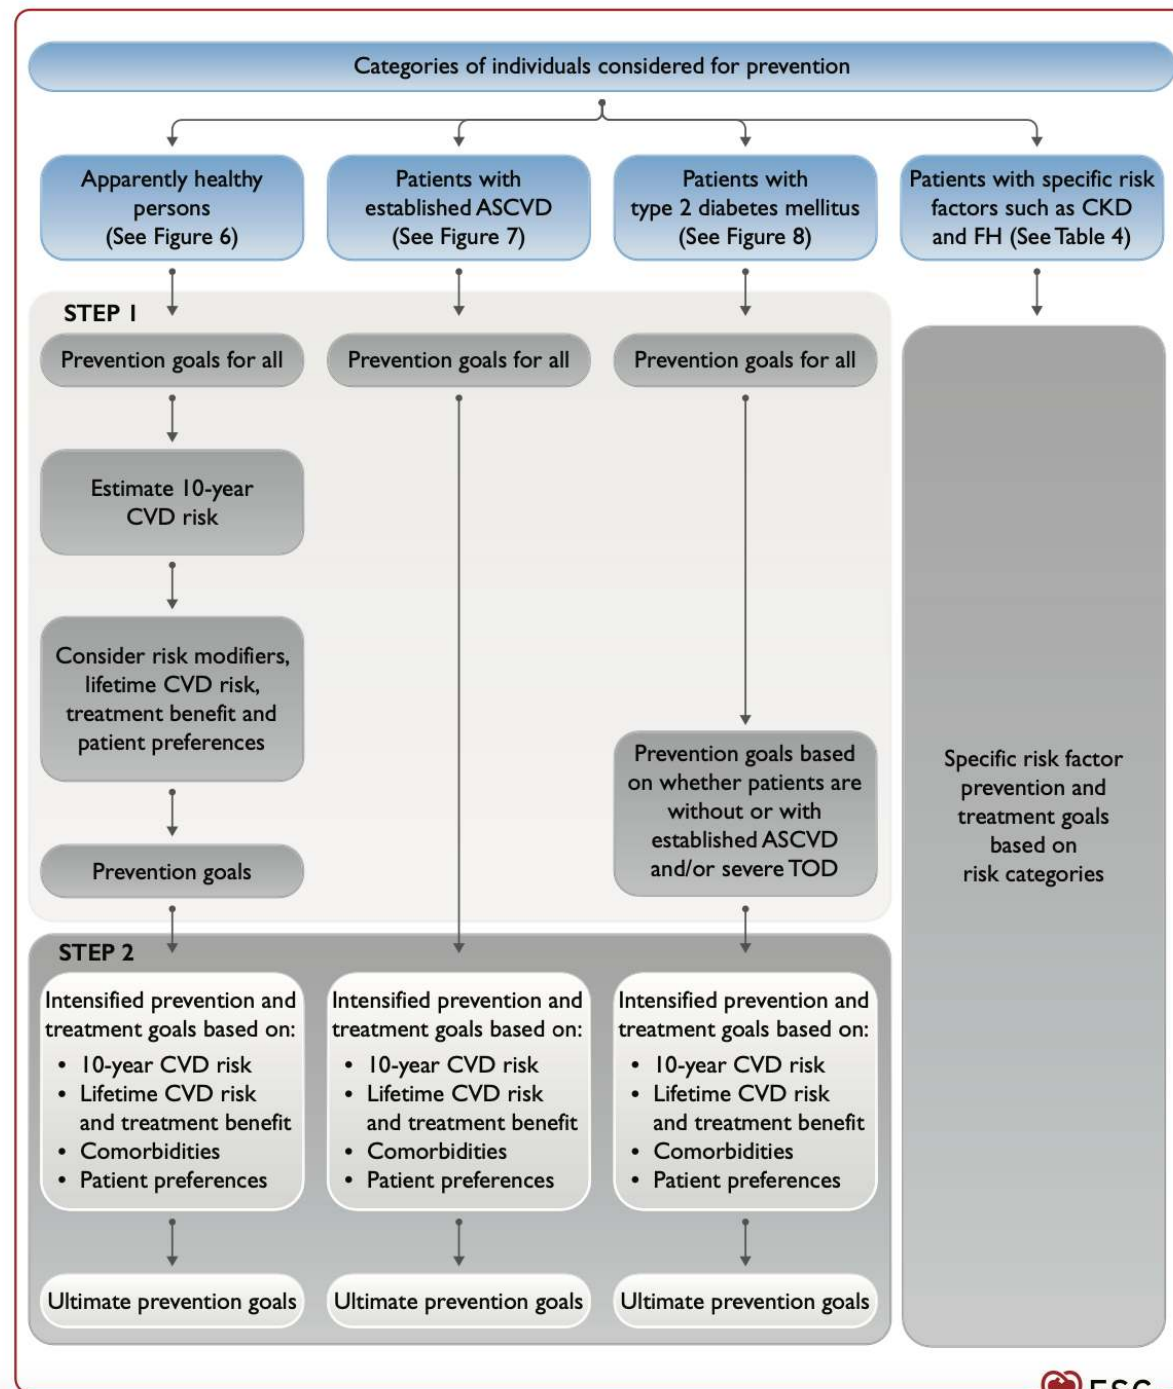 Categories of individuals considered for prevention
Apparently healthy
persons
(See Figure 6)
Patients with
established ASCVD
(See Figure 7)
Patients with
type 2 diabetes mellitus
(See Figure 8)
Patients with specific risk
factors such as CKD
and FH (See Table 4)
STEP 1
Prevention goals for all
Prevention goals for all
Prevention goals for all
Estimate 10-year
CVD risk
Consider risk modifiers,
lifetime CVD risk,
treatment benefit and
patient preferences
Prevention goals
Prevention goals based
on whether patients are
without or with
established ASCVD
and/or severe TOD
Specific risk factor
prevention and
treatment goals
based on
risk categories
STEP 2
Intensified prevention and
treatment goals based on:
• 10-year CVD risk
• Lifetime CVD risk
and treatment benefit
• Comorbidities
• Patient preferences
Intensified prevention and
treatment goals based on:
• 10-year CVD risk
• Lifetime CVD risk
and treatment benefit
• Comorbidities
• Patient preferences
Intensified prevention and
treatment goals based on:
• 10-year CVD risk
• Lifetime CVD risk
and treatment benefit
• Comorbidities
• Patient preferences
Ultimate prevention goals
Ultimate prevention goals
Ultimate prevention goals
ESC